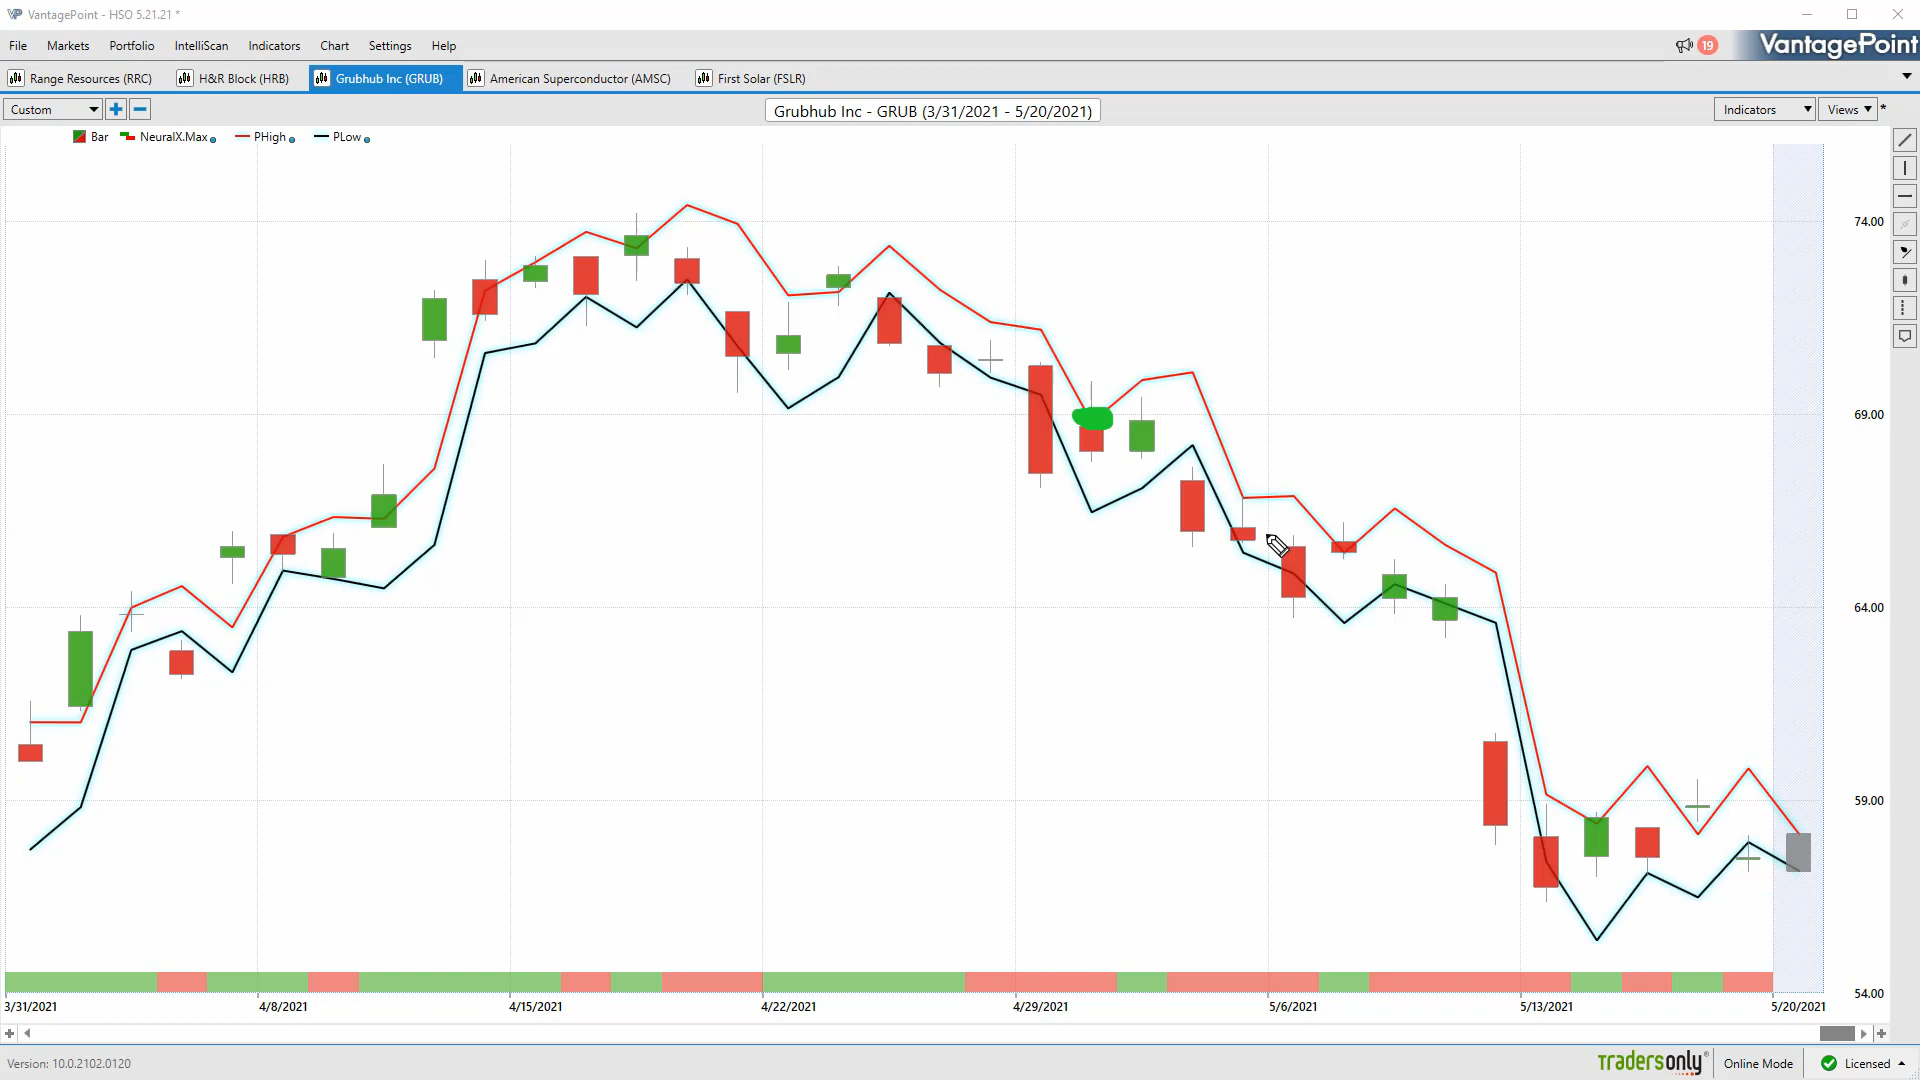 VantagePoint - HSO 5.21.21 *
File Markets Portfolio IntelliScan Indicators Chart Settings Help
19
VantagePoint
Range Resources (RRC) H&R Block (HRB) Grubhub Inc (GRUB) American Superconductor (AMSC) First Solar (FSLR)
Custom
Grubhub Inc - GRUB (3/31/2021 - 5/20/2021)
Indicators Views *
Bar NeuralX.Max PHigh PLow
74.00
69.00
64.00
59.00
54.00
3/31/2021 4/8/2021 4/15/2021 4/22/2021 4/29/2021 5/6/2021 5/13/2021 5/20/2021
Version: 10.0.2102.0120
tradersonly Online Mode Licensed